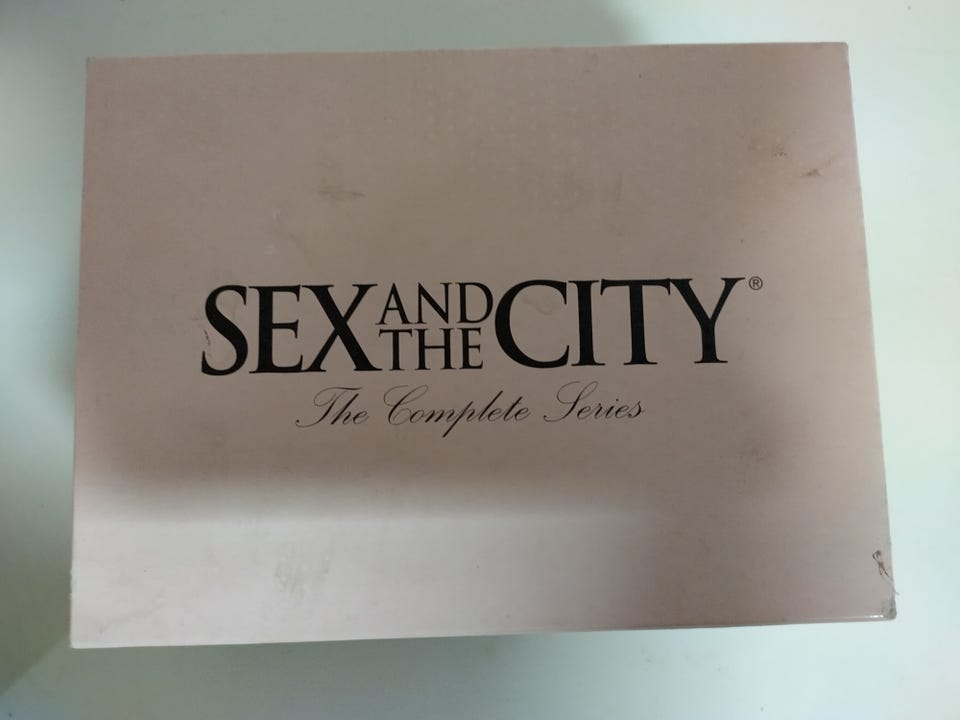 SEX AND THE CITY®
The Complete Series